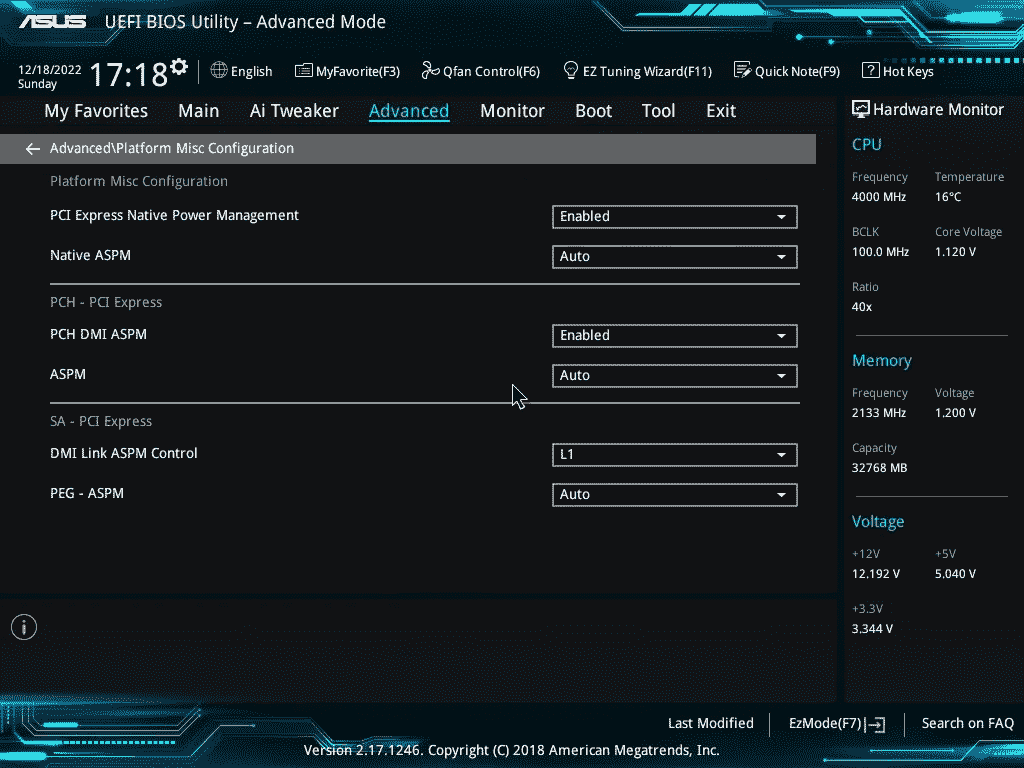 ASUS UEFI BIOS Utility – Advanced Mode
12/18/2022 Sunday 17:18 English MyFavorite(F3) Qfan Control(F6) EZ Tuning Wizard(F11) Quick Note(F9) ? Hot Keys
My Favorites Main Ai Tweaker Advanced Monitor Boot Tool Exit
Advanced\Platform Misc Configuration
Platform Misc Configuration
PCI Express Native Power Management Enabled
Native ASPM Auto
PCH - PCI Express
PCH DMI ASPM Enabled
ASPM Auto
SA - PCI Express
DMI Link ASPM Control L1
PEG - ASPM Auto
Hardware Monitor
CPU
Frequency Temperature
4000 MHz 16°C
BCLK Core Voltage
100.0 MHz 1.120 V
Ratio
40x
Memory
Frequency Voltage
2133 MHz 1.200 V
Capacity
32768 MB
Voltage
+12V +5V
12.192 V 5.040 V
+3.3V
3.344 V
Last Modified EzMode(F7) Search on FAQ
Version 2.17.1246. Copyright (C) 2018 American Megatrends, Inc.